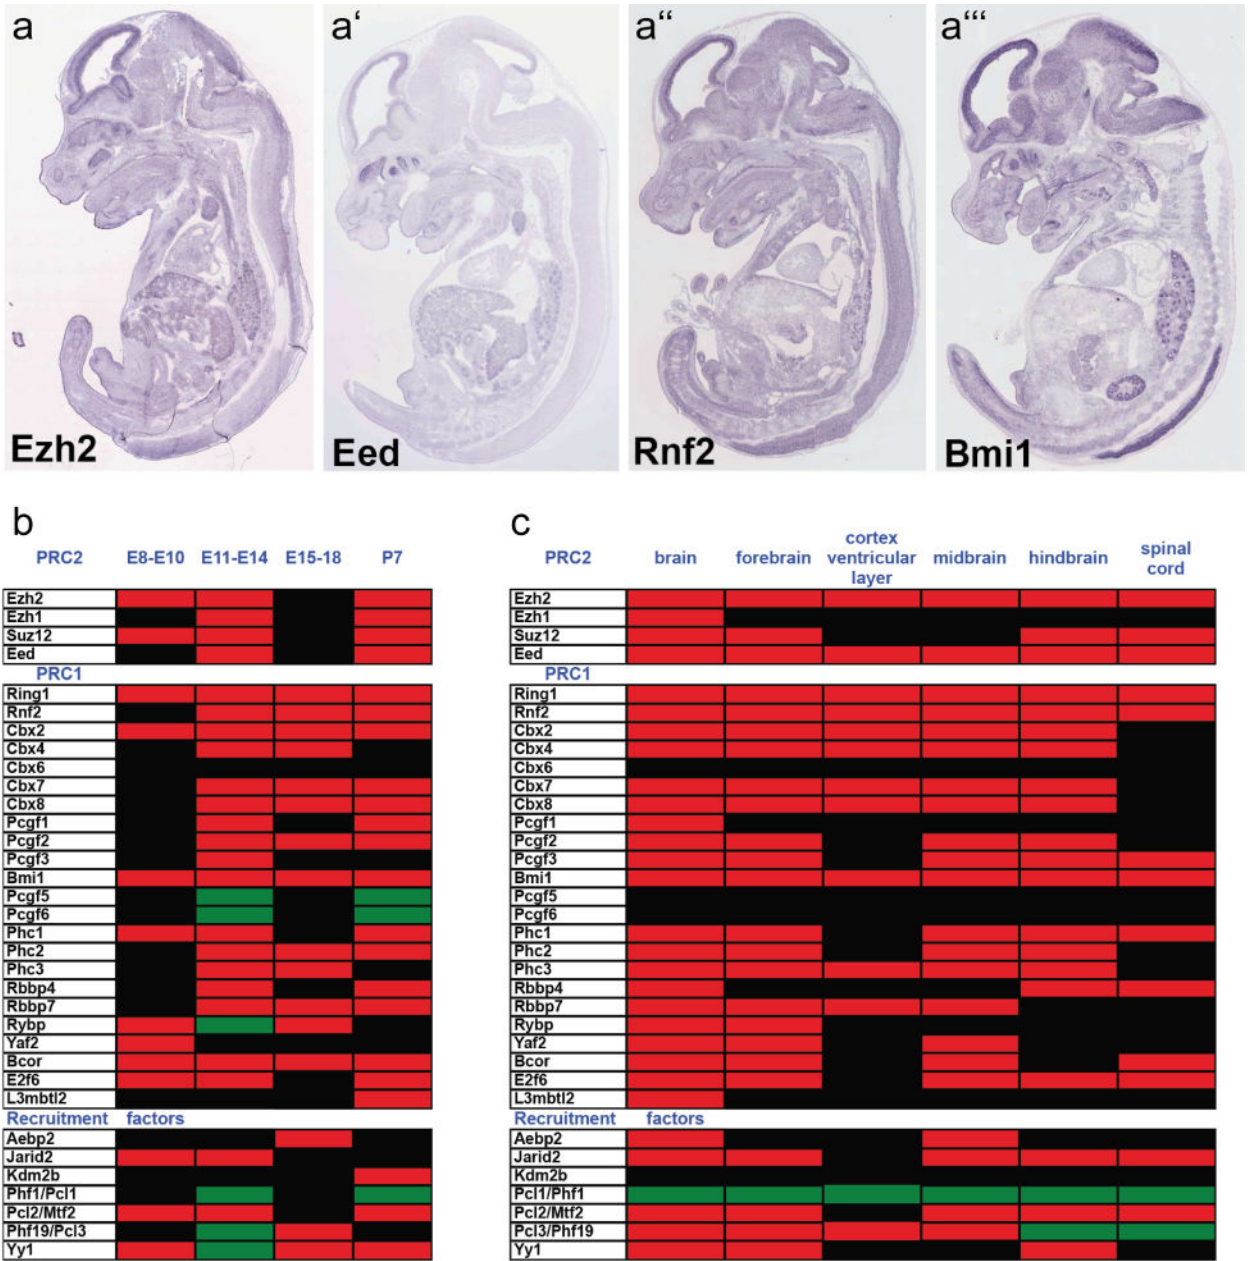 a
a‘
a‘‘
a‘‘‘
Ezh2
Eed
Rnf2
Bmi1
b
PRC2 E8-E10 E11-E14 E15-18 P7
Ezh2
Ezh1
Suz12
Eed
PRC1
Ring1
Rnf2
Cbx2
Cbx4
Cbx6
Cbx7
Cbx8
Pcgf1
Pcgf2
Pcgf3
Bmi1
Pcgf5
Pcgf6
Phc1
Phc2
Phc3
Rbbp4
Rbbp7
Rybp
Yaf2
Bcor
E2f6
L3mbtl2
Recruitment factors
Aebp2
Jarid2
Kdm2b
Phf1/Pcl1
Pcl2/Mtf2
Phf19/Pcl3
Yy1
c
PRC2 brain forebrain cortex ventricular layer midbrain hindbrain spinal cord
Ezh2
Ezh1
Suz12
Eed
PRC1
Ring1
Rnf2
Cbx2
Cbx4
Cbx6
Cbx7
Cbx8
Pcgf1
Pcgf2
Pcgf3
Bmi1
Pcgf5
Pcgf6
Phc1
Phc2
Phc3
Rbbp4
Rbbp7
Rybp
Yaf2
Bcor
E2f6
L3mbtl2
Recruitment factors
Aebp2
Jarid2
Kdm2b
Pcl1/Phf1
Pcl2/Mtf2
Pcl3/Phf19
Yy1